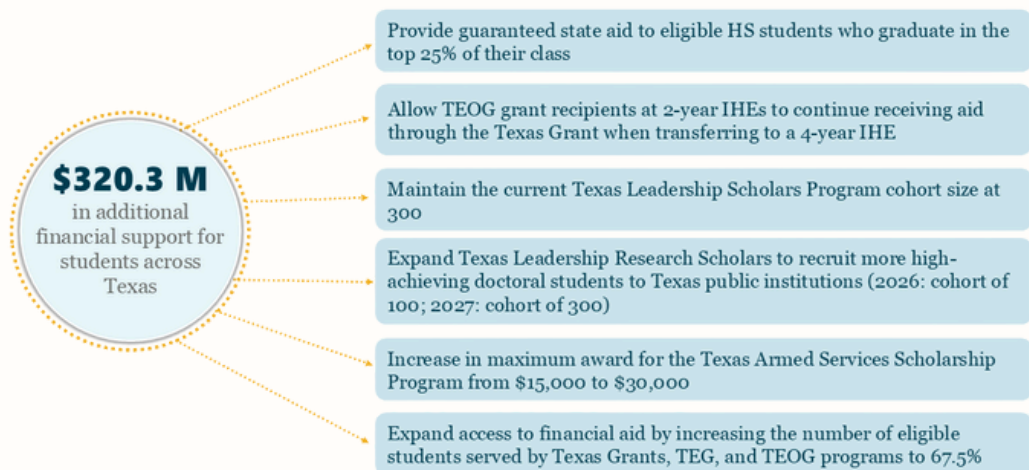 $320.3 M
in additional
financial support for
students across
Texas
Provide guaranteed state aid to eligible HS students who graduate in the
top 25% of their class
Allow TEOG grant recipients at 2-year IHEs to continue receiving aid
through the Texas Grant when transferring to a 4-year IHE
Maintain the current Texas Leadership Scholars Program cohort size at
300
Expand Texas Leadership Research Scholars to recruit more high-
achieving doctoral students to Texas public institutions (2026: cohort of
100; 2027: cohort of 300)
Increase in maximum award for the Texas Armed Services Scholarship
Program from $15,000 to $30,000
Expand access to financial aid by increasing the number of eligible
students served by Texas Grants, TEG, and TEOG programs to 67.5%